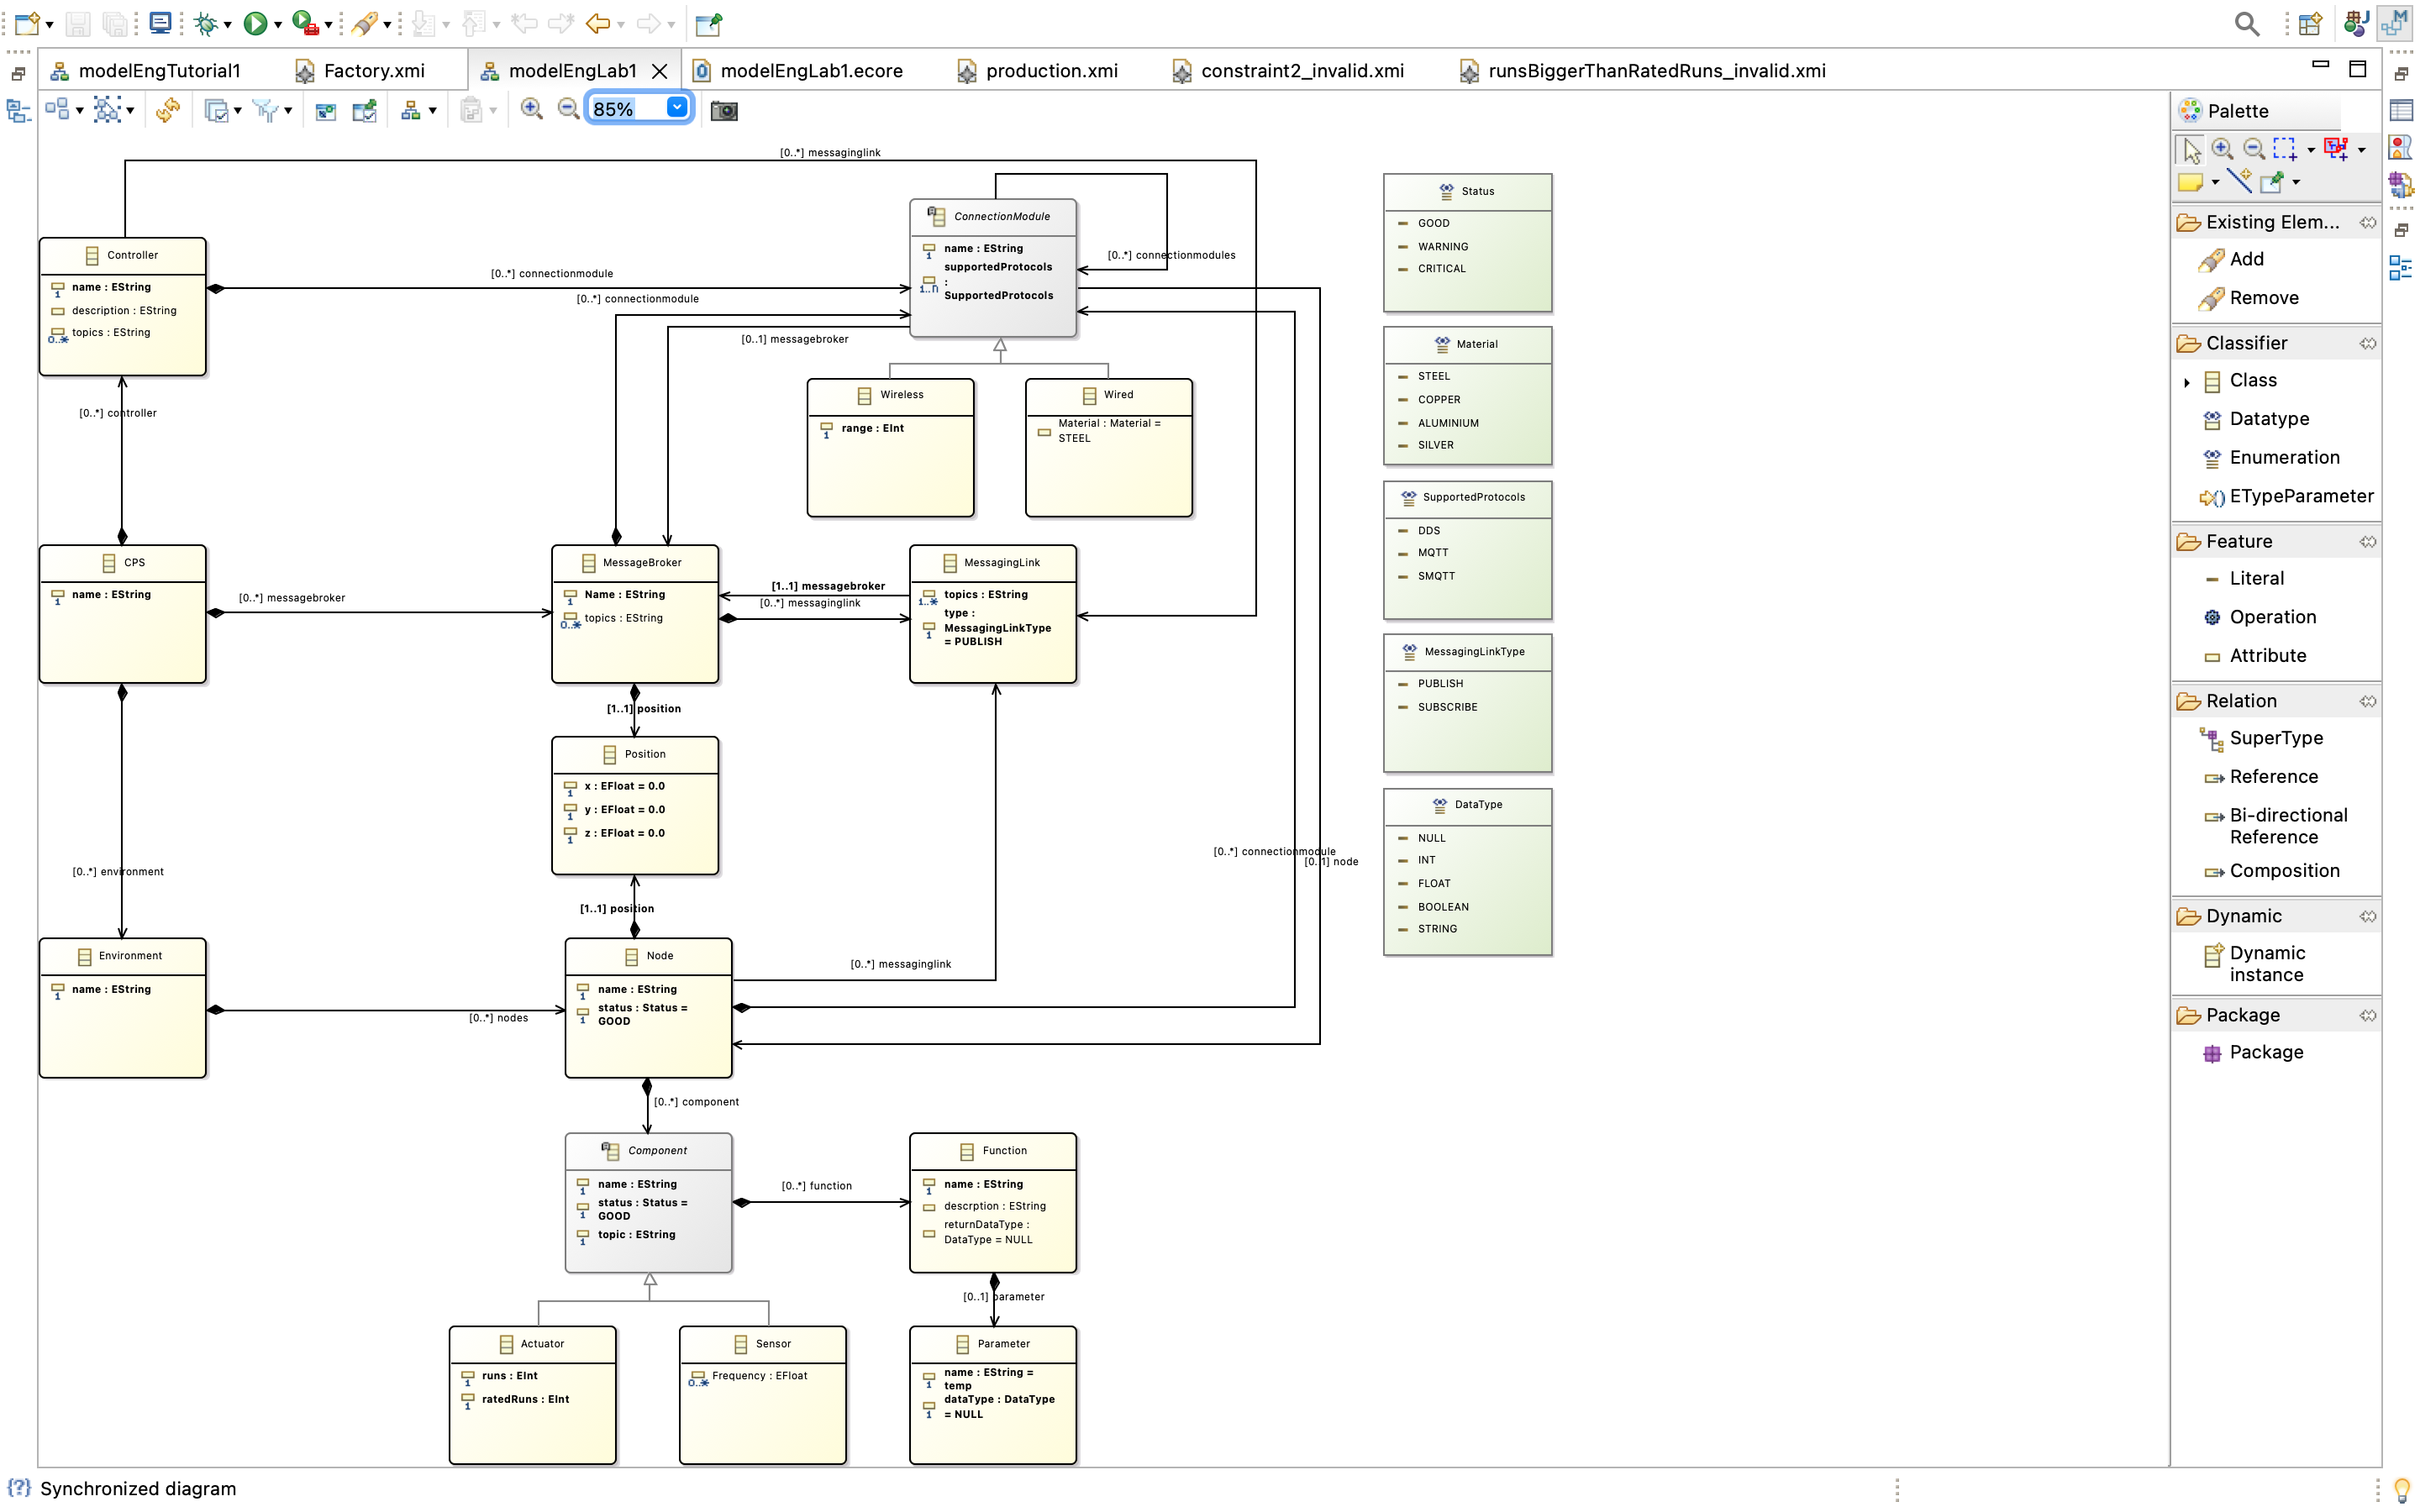 modelEngTutorial1
Factory.xmi
modelEngLab1
modelEngLab1.ecore
production.xmi
constraint2_invalid.xmi
runsBiggerThanRatedRuns_invalid.xmi
85%
[0..*] messaginglink
ConnectionModule
name : EString
supportedProtocols
:
SupportedProtocols
[0..*] connectionmodules
Controller
name : EString
description : EString
topics : EString
[0..*] connectionmodule
[0..*] connectionmodule
[0..1] messagebroker
Wireless
range : EInt
Wired
Material : Material =
STEEL
[0..*] controller
CPS
name : EString
[0..*] messagebroker
MessageBroker
Name : EString
topics : EString
[1..1] messagebroker
[0..*] messaginglink
MessagingLink
topics : EString
type :
MessagingLinkType
= PUBLISH
[1..1] position
Position
x : EFloat = 0.0
y : EFloat = 0.0
z : EFloat = 0.0
[0..*] connectionmodule
[0..1] node
[0..*] environment
[1..1] position
Environment
name : EString
[0..*] nodes
Node
name : EString
status : Status =
GOOD
[0..*] messaginglink
[0..*] component
Component
name : EString
status : Status =
GOOD
topic : EString
[0..*] function
Function
name : EString
descrption : EString
returnDataType :
DataType = NULL
[0..1] parameter
Actuator
runs : EInt
ratedRuns : EInt
Sensor
Frequency : EFloat
Parameter
name : EString =
temp
dataType : DataType
= NULL
Status
GOOD
WARNING
CRITICAL
Material
STEEL
COPPER
ALUMINIUM
SILVER
SupportedProtocols
DDS
MQTT
SMQTT
MessagingLinkType
PUBLISH
SUBSCRIBE
DataType
NULL
INT
FLOAT
BOOLEAN
STRING
Palette
Existing Elem...
Add
Remove
Classifier
Class
Datatype
Enumeration
ETypeParameter
Feature
Literal
Operation
Attribute
Relation
SuperType
Reference
Bi-directional
Reference
Composition
Dynamic
Dynamic
instance
Package
Package
Synchronized diagram